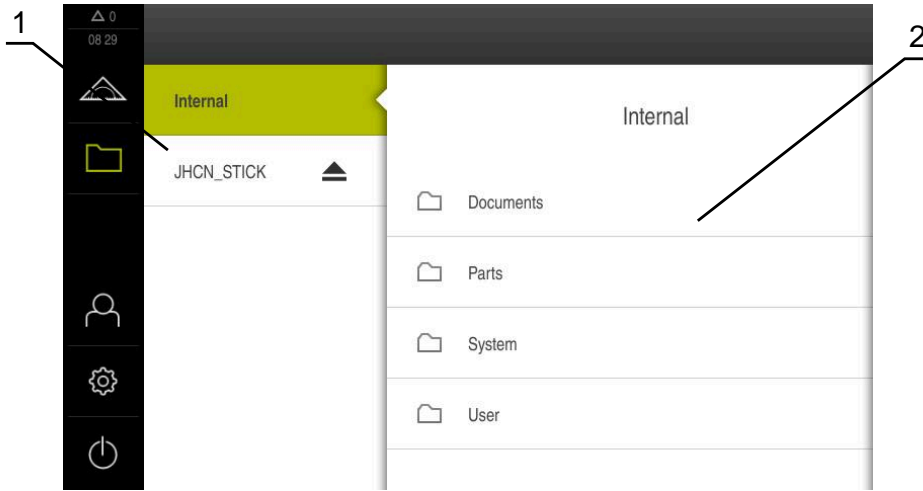 1
0
08 29
2
Internal
Internal
JHCN_STICK
Documents
Parts
System
User